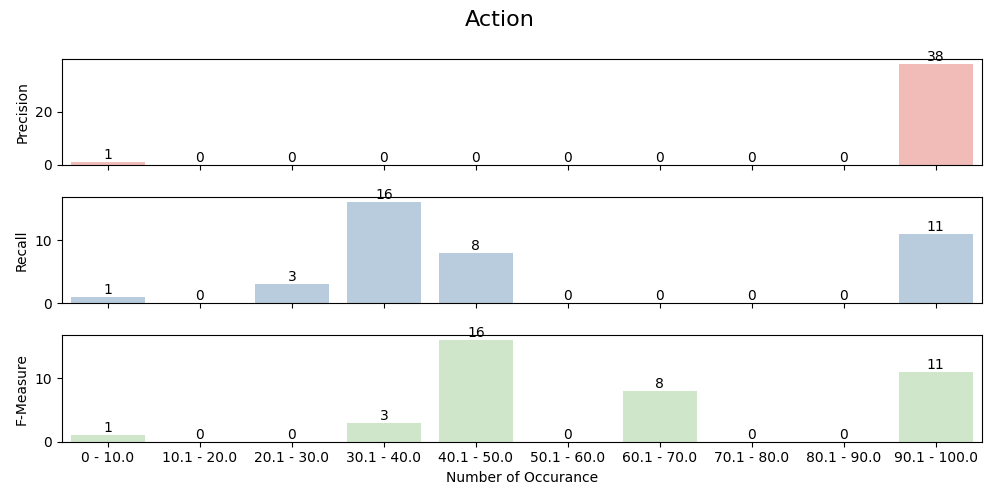 Action
Precision
20
0
1 0 0 0 0 0 0 0 0 38
Recall
10
0
1 0 3 16 8 0 0 0 0 11
F-Measure
10
0
1 0 0 3 16 0 8 0 0 11
0 - 10.0 10.1 - 20.0 20.1 - 30.0 30.1 - 40.0 40.1 - 50.0 50.1 - 60.0 60.1 - 70.0 70.1 - 80.0 80.1 - 90.0 90.1 - 100.0
Number of Occurance